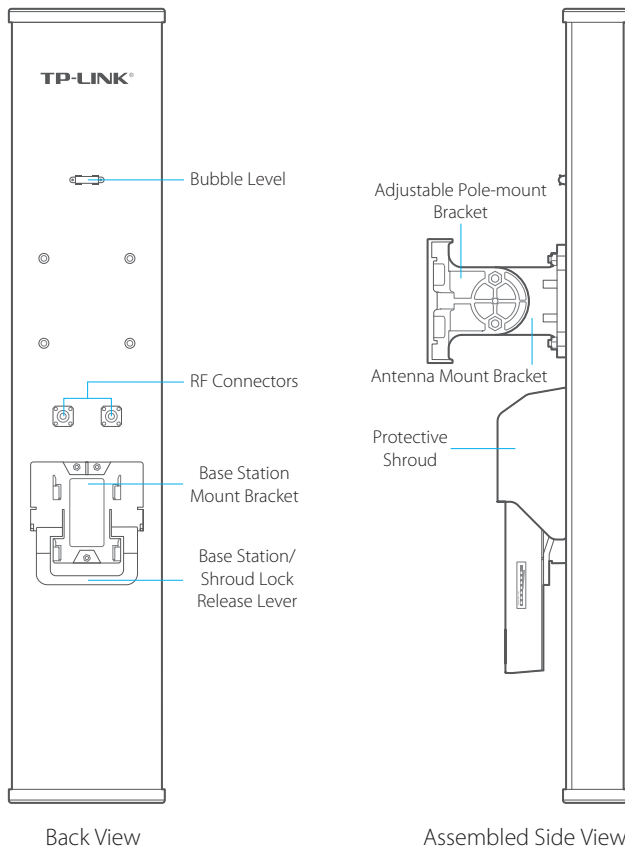 TP-LINK®
Bubble Level
RF Connectors
Base Station
Mount Bracket
Base Station/
Shroud Lock
Release Lever
Back View
Adjustable Pole-mount
Bracket
Antenna Mount Bracket
Protective
Shroud
Assembled Side View